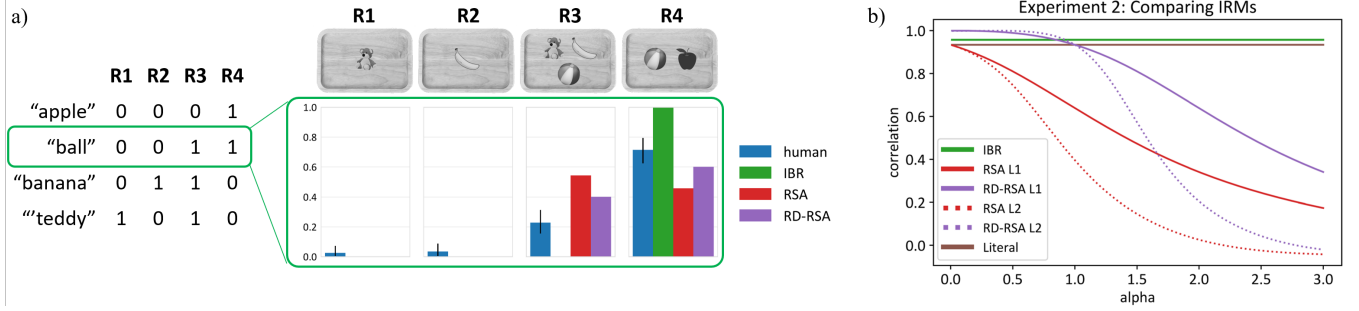 a)
R1 R2 R3 R4
R1 R2 R3 R4
“apple” 0 0 0 1
“ball” 0 0 1 1
“banana” 0 1 1 0
“’teddy” 1 0 1 0
1.0
0.8
0.6
0.4
0.2
0.0
human
IBR
RSA
RD-RSA
b)
Experiment 2: Comparing IRMs
correlation
1.0
0.8
0.6
0.4
0.2
0.0
IBR
RSA L1
RD-RSA L1
RSA L2
RD-RSA L2
Literal
0.0 0.5 1.0 1.5 2.0 2.5 3.0
alpha